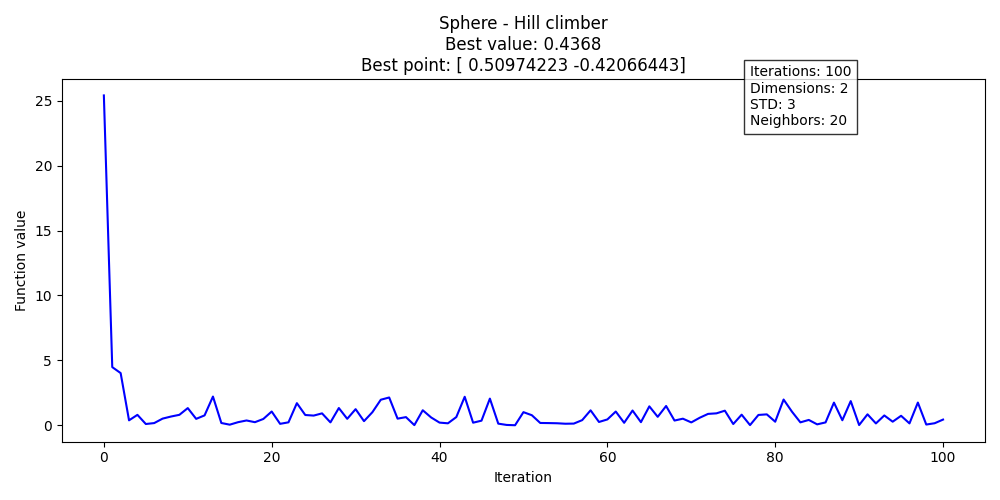 Sphere - Hill climber
Best value: 0.4368
Best point: [ 0.50974223 -0.42066443]
Iterations: 100
Dimensions: 2
STD: 3
Neighbors: 20
25
20
15
10
5
0
Function value
0 20 40 60 80 100
Iteration